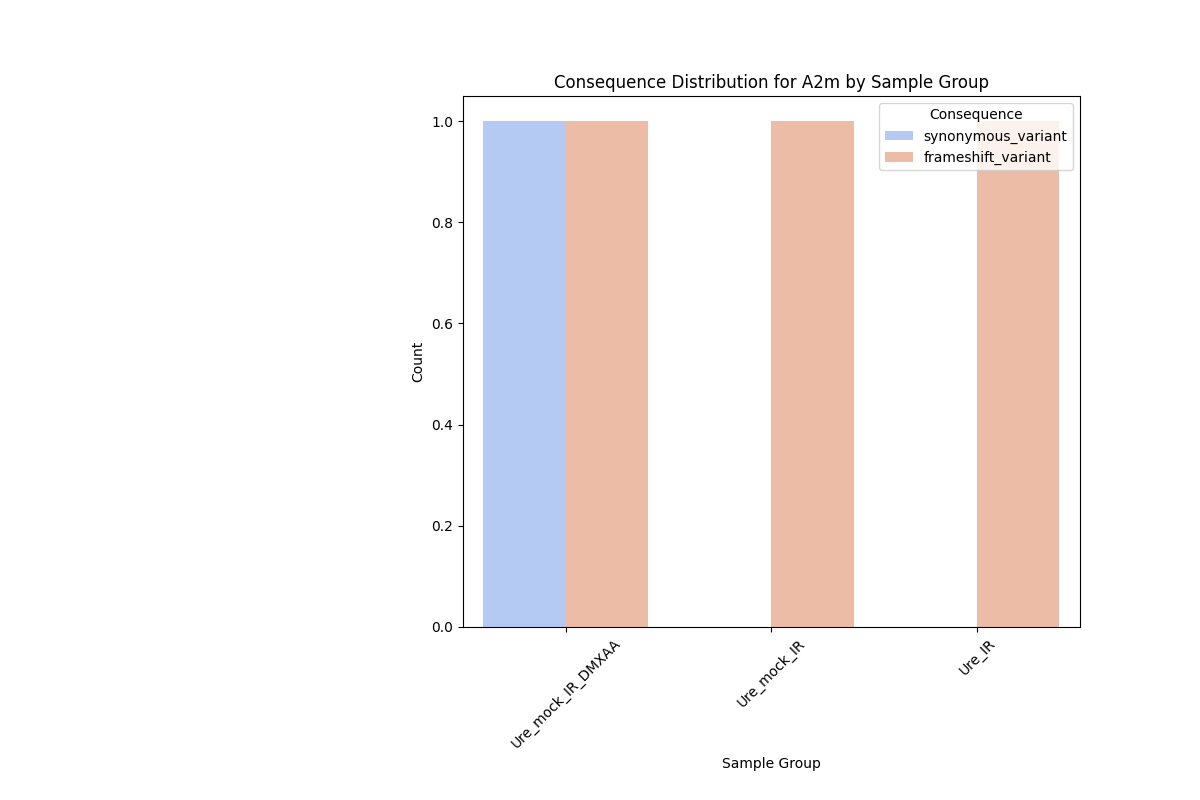 Consequence Distribution for A2m by Sample Group
Consequence
synonymous_variant
frameshift_variant
1.0
0.8
0.6
0.4
0.2
0.0
Count
Ure_mock_IR_DMXAA
Ure_mock_IR
Ure_IR
Sample Group